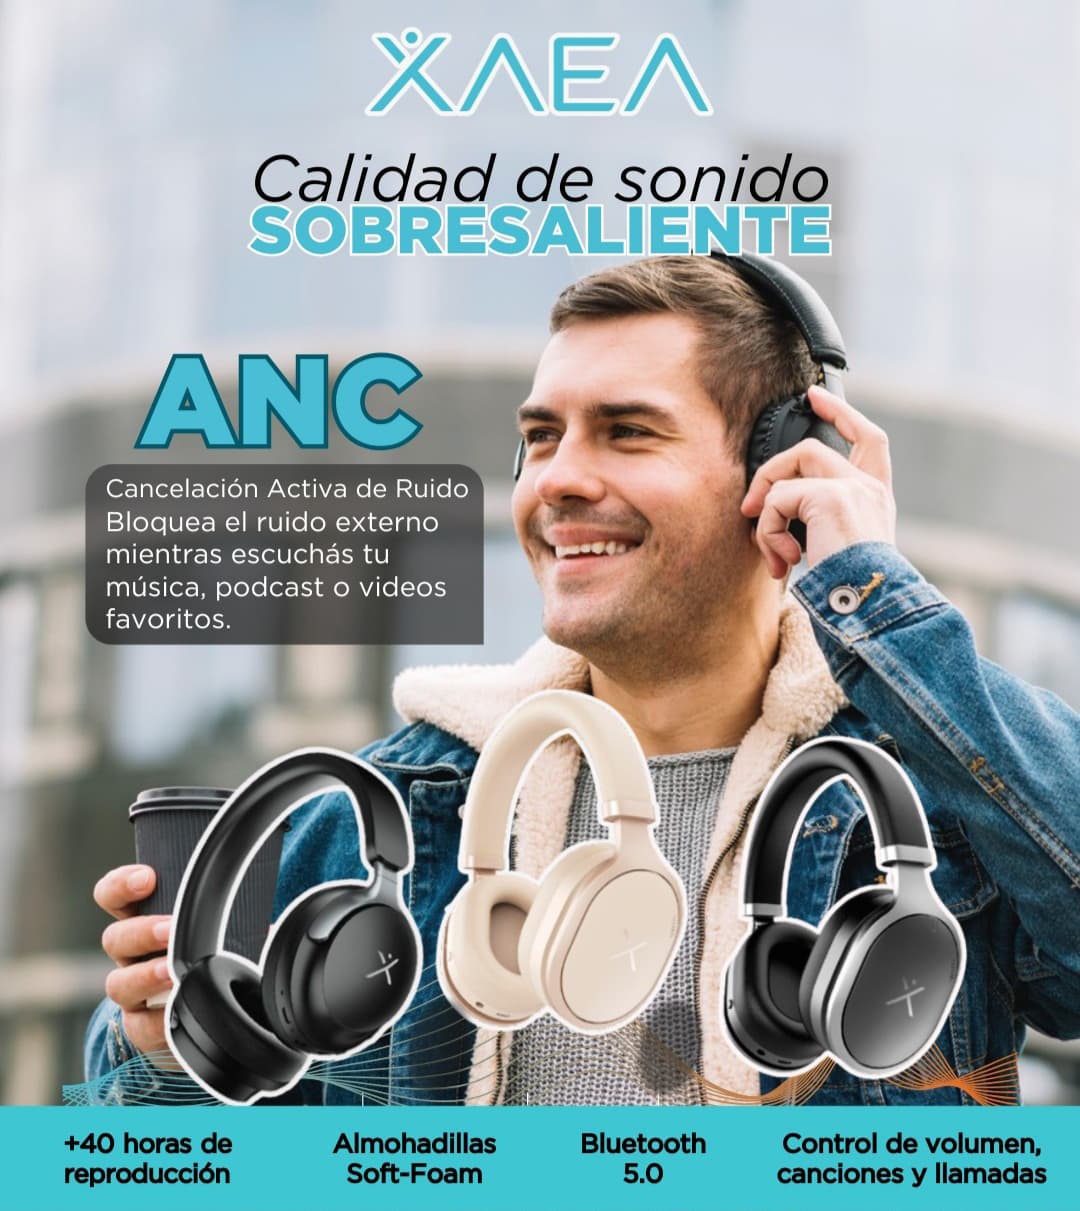 XAEA
Calidad de sonido
SOBRESALIENTE
ANC
Cancelación Activa de Ruido
Bloquea el ruido externo
mientras escuchás tu
música, podcast o videos
favoritos.
+40 horas de
reproducción
Almohadillas
Soft-Foam
Bluetooth
5.0
Control de volumen,
canciones y llamadas